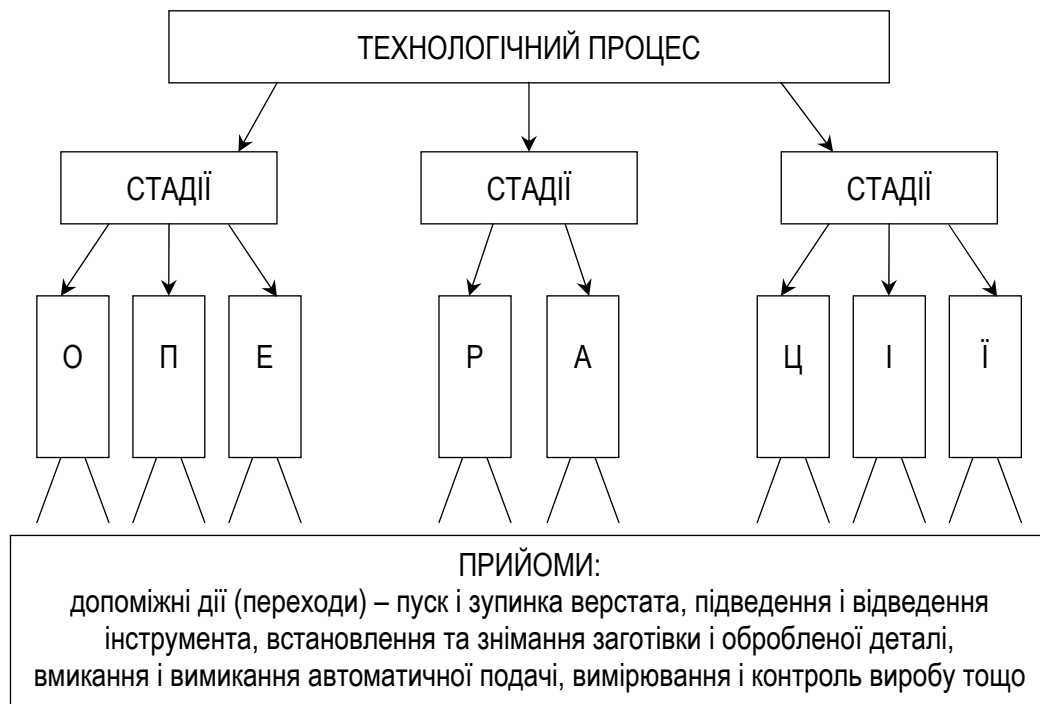 ТЕХНОЛОГІЧНИЙ ПРОЦЕС
СТАДІЇ СТАДІЇ СТАДІЇ
О П Е Р А Ц І Ї
ПРИЙОМИ:
допоміжні дії (переходи) – пуск і зупинка верстата, підведення і відведення
інструмента, встановлення та знімання заготівки і обробленої деталі,
вмикання і вимикання автоматичної подачі, вимірювання і контроль виробу тощо